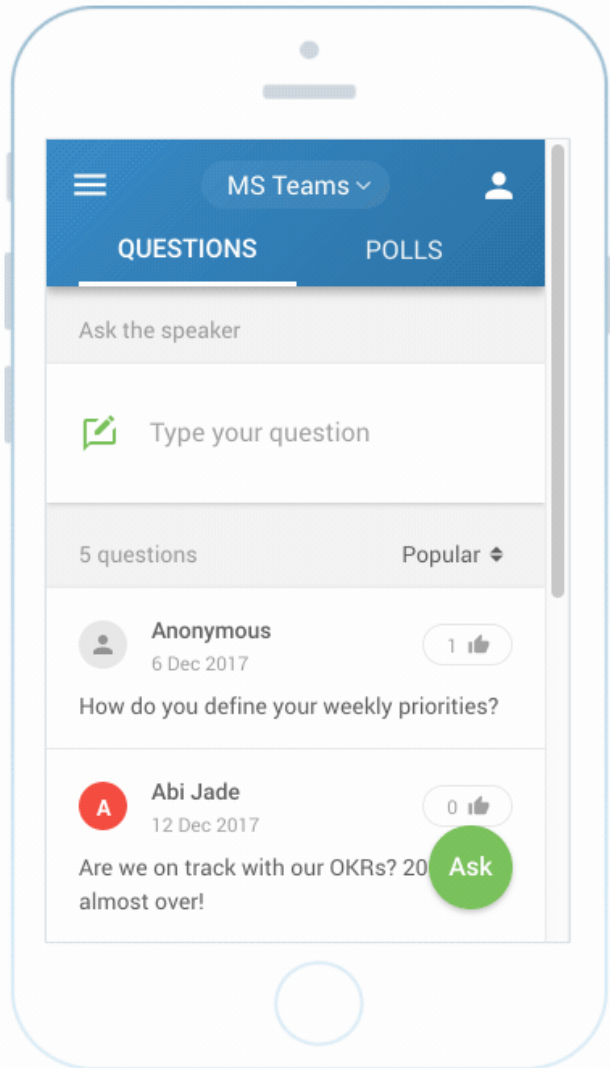 MS Teams
QUESTIONS POLLS
Ask the speaker
Type your question
5 questions Popular
Anonymous
6 Dec 2017
1
How do you define your weekly priorities?
A
Abi Jade
12 Dec 2017
0
Are we on track with our OKRs? 20
Ask
almost over!